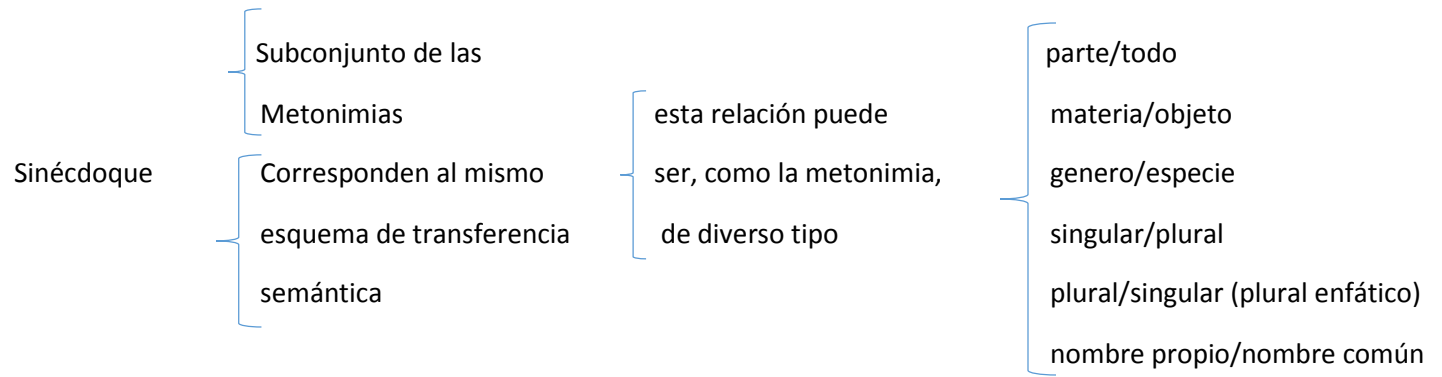 Subconjunto de las
Metonimias
Sinécdoque
Corresponden al mismo
esquema de transferencia
semántica
esta relación puede
ser, como la metonimia,
de diverso tipo
parte/todo
materia/objeto
genero/especie
singular/plural
plural/singular (plural enfático)
nombre propio/nombre común